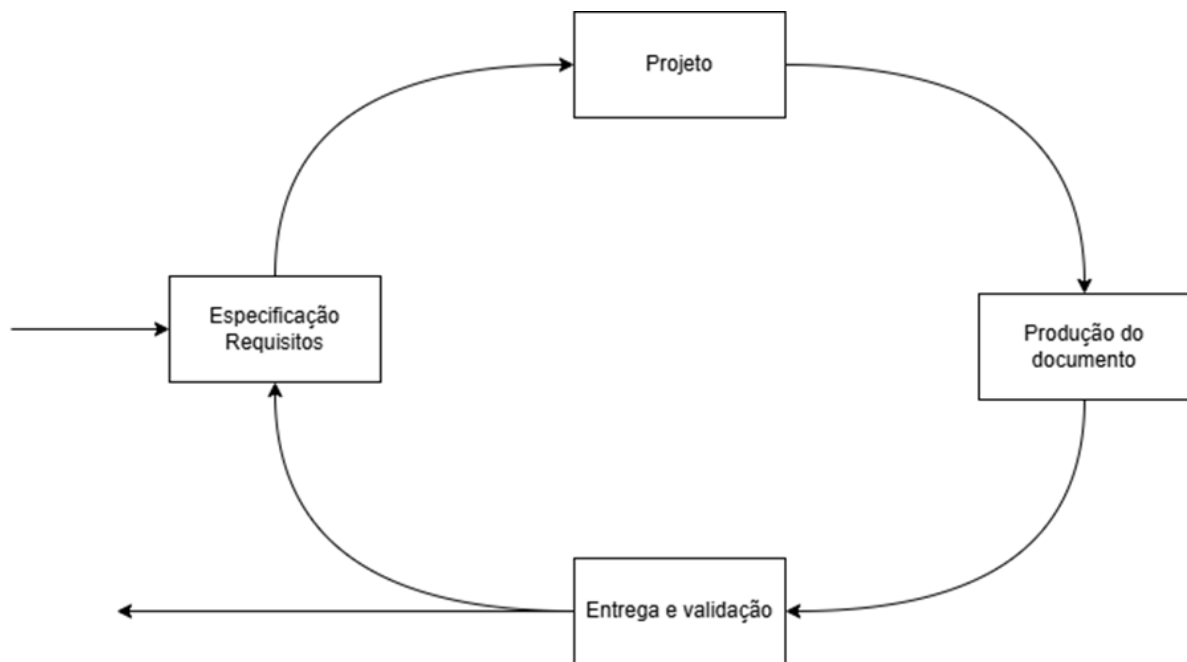 Projeto
Especificação
Requisitos
Produção do
documento
Entrega e validação